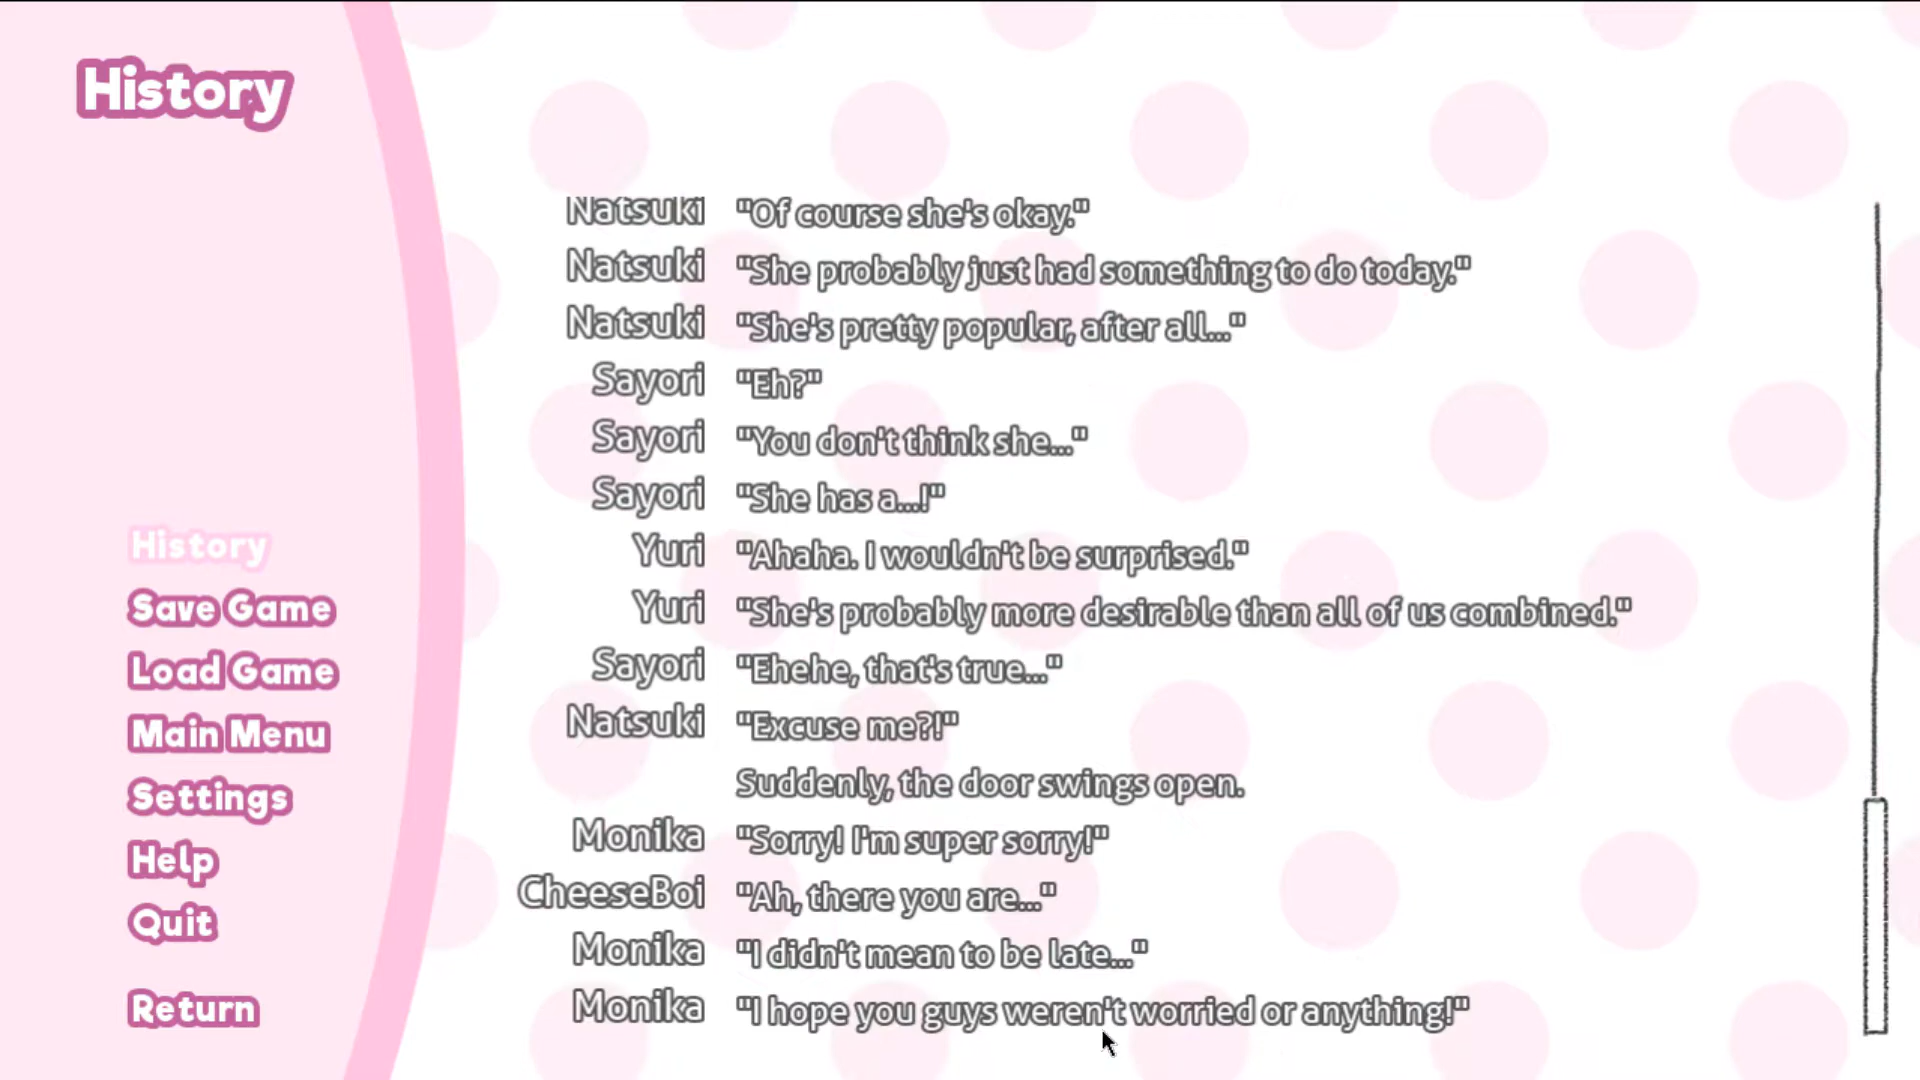 History
Natsuki "Of course she's okay."
Natsuki "She probably just had something to do today."
Natsuki "She's pretty popular, after all..."
Sayori "Eh?"
Sayori "You don't think she..."
Sayori "She has a...!"
Yuri "Ahaha. I wouldn't be surprised."
Yuri "She's probably more desirable than all of us combined."
Sayori "Ehehe, that's true..."
Natsuki "Excuse me?!"
Suddenly, the door swings open.
Monika "Sorry! I'm super sorry!"
CheeseBoi "Ah, there you are..."
Monika "I didn't mean to be late..."
Monika "I hope you guys weren't worried or anything!"
History
Save Game
Load Game
Main Menu
Settings
Help
Quit
Return